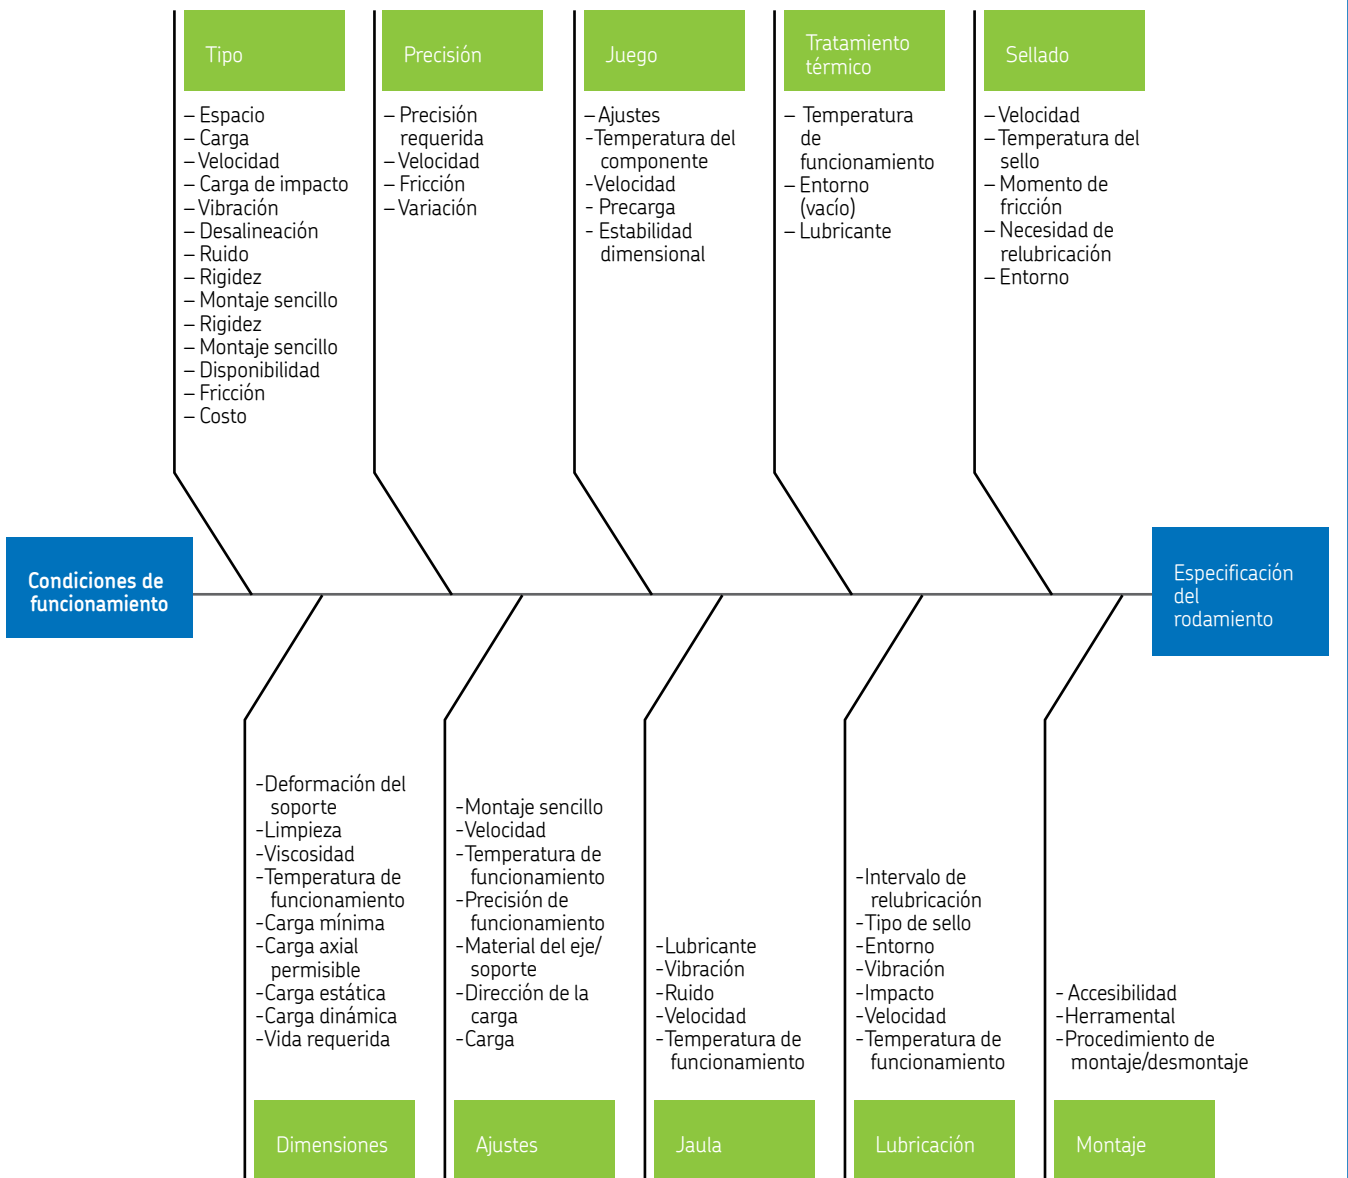 Tipo
– Espacio
– Carga
– Velocidad
– Carga de impacto
– Vibración
– Desalineación
– Ruido
– Rigidez
– Montaje sencillo
– Rigidez
– Montaje sencillo
– Disponibilidad
– Fricción
– Costo
Precisión
– Precisión
requerida
– Velocidad
– Fricción
– Variación
Juego
– Ajustes
-Temperatura del
componente
-Velocidad
- Precarga
- Estabilidad
dimensional
Tratamiento
térmico
– Temperatura
de
funcionamiento
– Entorno
(vacío)
– Lubricante
Sellado
– Velocidad
– Temperatura del
sello
– Momento de
fricción
– Necesidad de
relubricación
– Entorno
Condiciones de
funcionamiento
Especificación
del
rodamiento
-Deformación del
soporte
-Limpieza
-Viscosidad
-Temperatura de
funcionamiento
-Carga mínima
-Carga axial
permisible
-Carga estática
-Carga dinámica
-Vida requerida
Dimensiones
-Montaje sencillo
-Velocidad
-Temperatura de
funcionamiento
-Precisión de
funcionamiento
-Material del eje/
soporte
-Dirección de la
carga
-Carga
Ajustes
-Lubricante
-Vibración
-Ruido
-Velocidad
-Temperatura de
funcionamiento
Jaula
-Intervalo de
relubricación
-Tipo de sello
-Entorno
-Vibración
-Impacto
-Velocidad
-Temperatura de
funcionamiento
Lubricación
- Accesibilidad
-Herramental
-Procedimiento de
montaje/desmontaje
Montaje